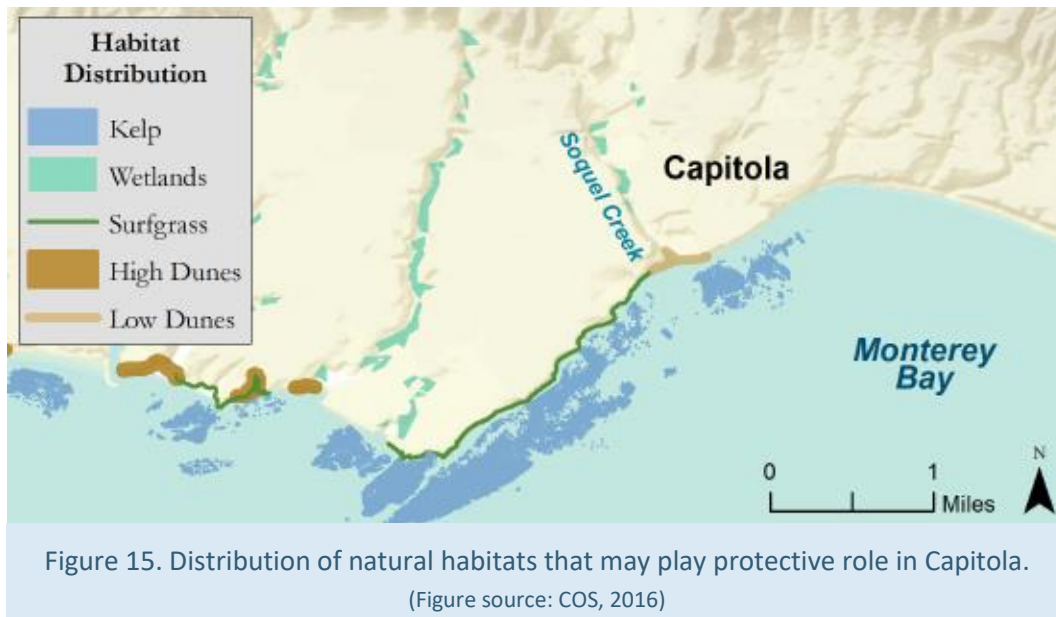 Habitat
Distribution
Kelp
Wetlands
Surfgrass
High Dunes
Low Dunes
Soquel Creek
Capitola
Monterey
Bay
N
0 1
Miles
Figure 15. Distribution of natural habitats that may play protective role in Capitola.
(Figure source: COS, 2016)